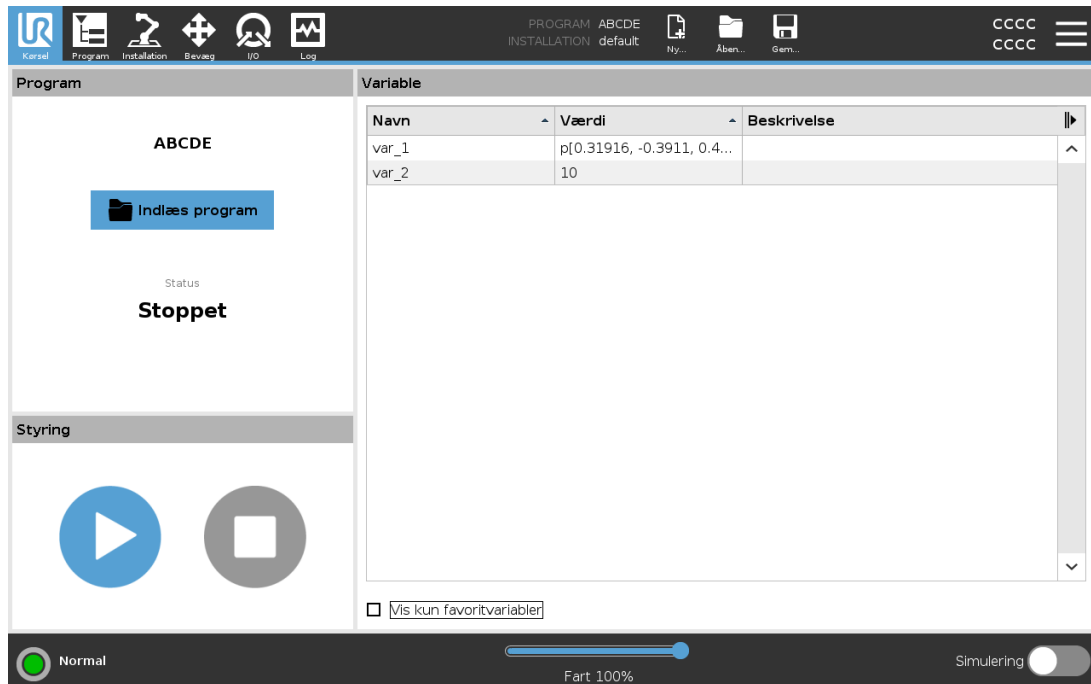 UR
Kørsel Program Installation Bevæg I/O Log
PROGRAM ABCDE
INSTALLATION default
Ny... Åben... Gem...
CCCC
CCCC
Program
ABCDE
Indlæs program
Status
Stoppet
Styring
Variable
Navn Værdi Beskrivelse
var_1 p[0.31916, -0.3911, 0.4...
var_2 10
Vis kun favoritvariabler
Normal
Fart 100%
Simulering